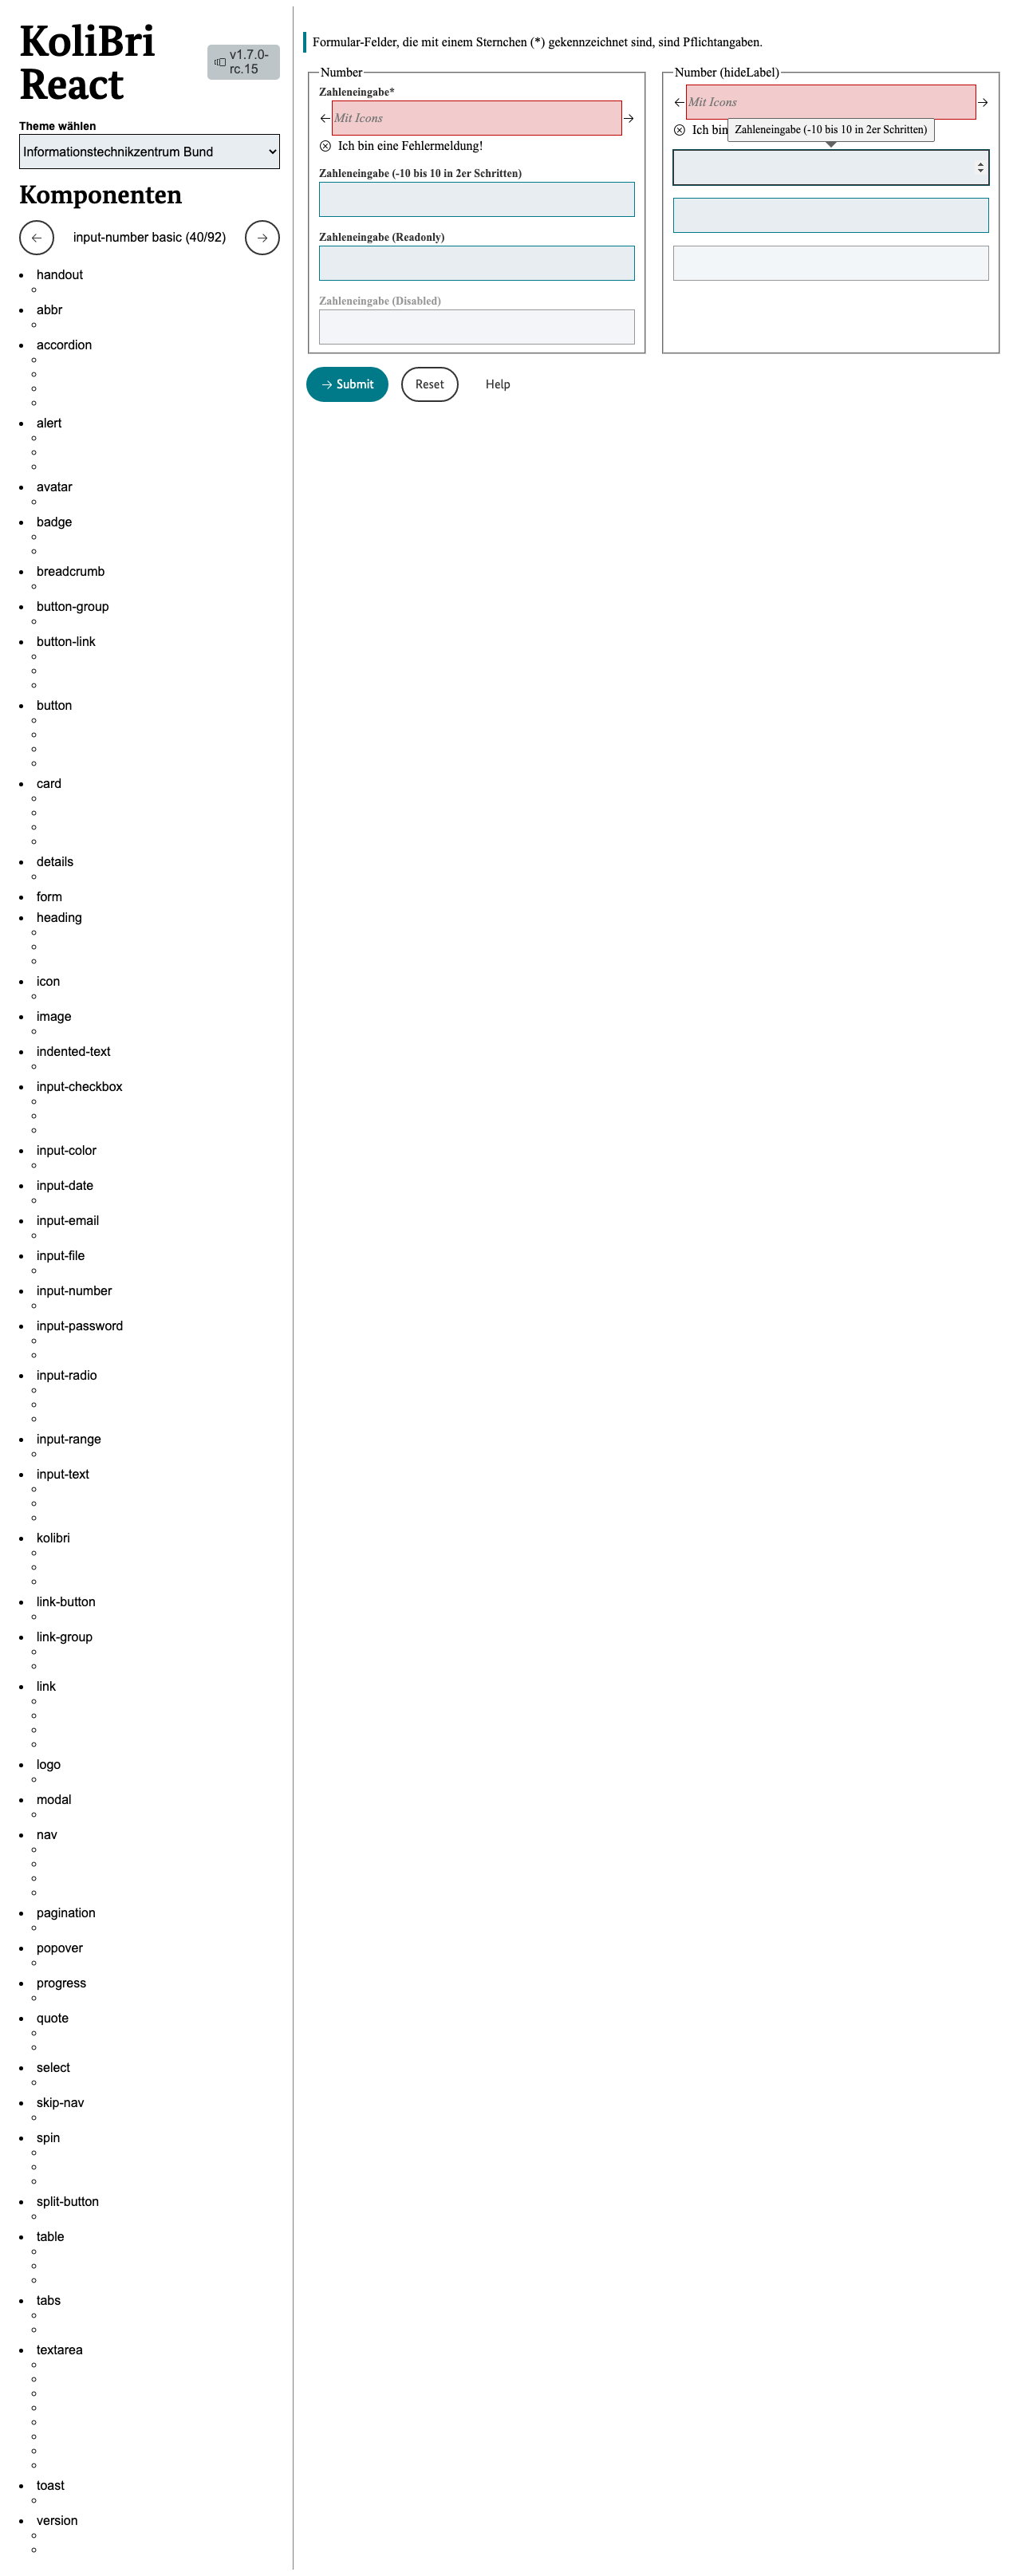 KoliBri
React
v1.7.0-
rc.15
Theme wählen
Informationstechnikzentrum Bund
Komponenten
input-number basic (40/92)
handout
abbr
accordion
alert
avatar
badge
breadcrumb
button-group
button-link
button
card
details
form
heading
icon
image
indented-text
input-checkbox
input-color
input-date
input-email
input-file
input-number
input-password
input-radio
input-range
input-text
kolibri
link-button
link-group
link
logo
modal
nav
pagination
popover
progress
quote
select
skip-nav
spin
split-button
table
tabs
textarea
toast
version
Formular-Felder, die mit einem Sternchen (*) gekennzeichnet sind, sind Pflichtangaben.
Number
Zahleneingabe*
Mit Icons
Ich bin eine Fehlermeldung!
Zahleneingabe (-10 bis 10 in 2er Schritten)
Zahleneingabe (Readonly)
Zahleneingabe (Disabled)
Number (hideLabel)
Mit Icons
Ich bin
Zahleneingabe (-10 bis 10 in 2er Schritten)
Submit
Reset
Help